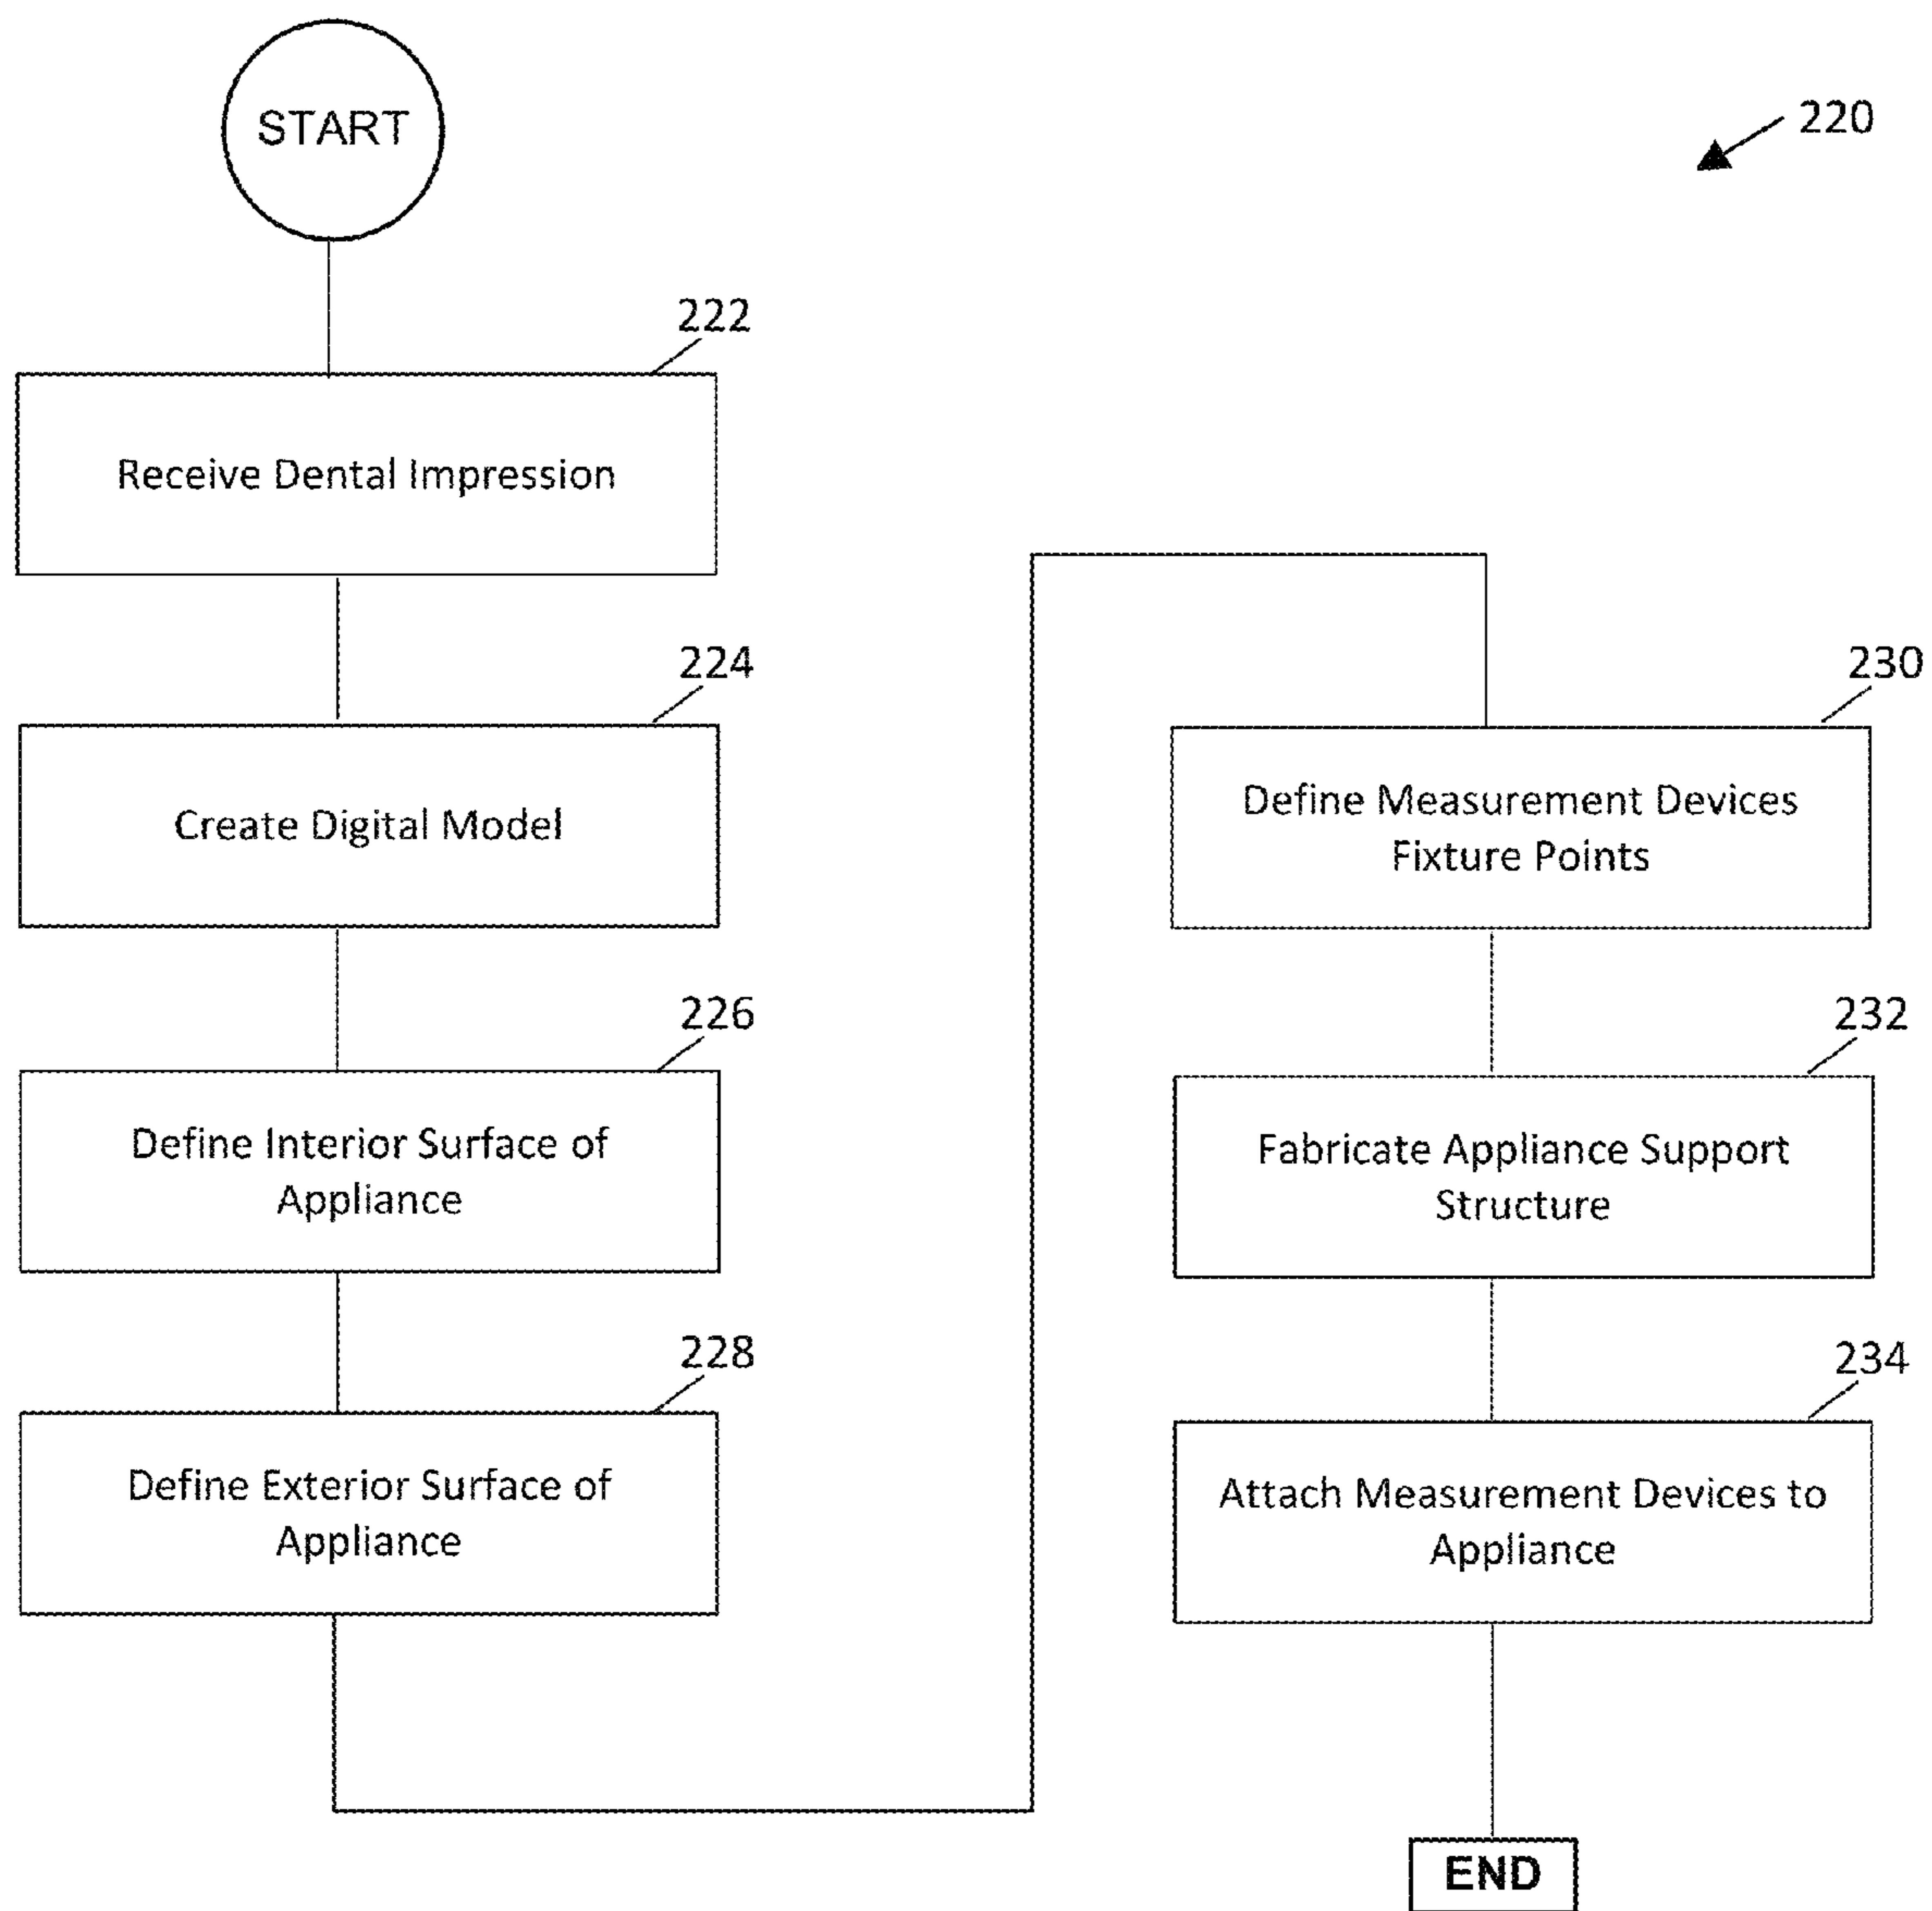 START
220
222
Receive Dental Impression
224
Create Digital Model
226
Define Interior Surface of
Appliance
228
Define Exterior Surface of
Appliance
230
Define Measurement Devices
Fixture Points
232
Fabricate Appliance Support
Structure
234
Attach Measurement Devices to
Appliance
END